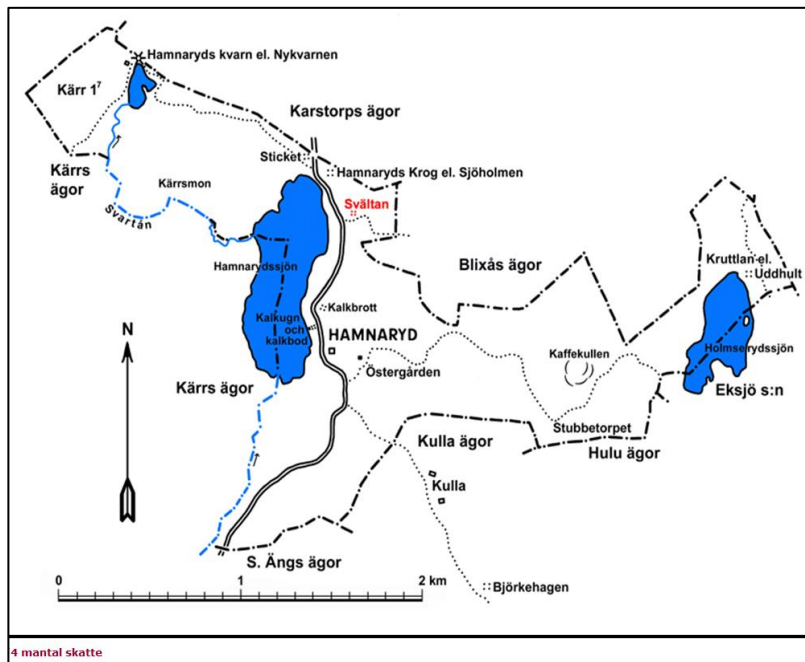 Hamnaryds kvarn el. Nykvarnen
Kärr 1⁷
Karstorps ägor
Sticket
Hamnaryds Krog el. Sjöholmen
Kärrs
ägor
Kärrsmon
Svältan
Svartån
Blixås ägor
Kruttlan el.
Uddhult
Hamnarydssjön
Kalkbrott
Kalkugn
och
kalkbod
HAMNARYD
N
Östergården
Kaffekullen
Holmserydssjön
Kärrs ägor
Eksjö s:n
Stubbetorpet
Kulla ägor
Hulu ägor
Kulla
S. Ängs ägor
Björkehagen
0
1
2 km
4 mantal skatte